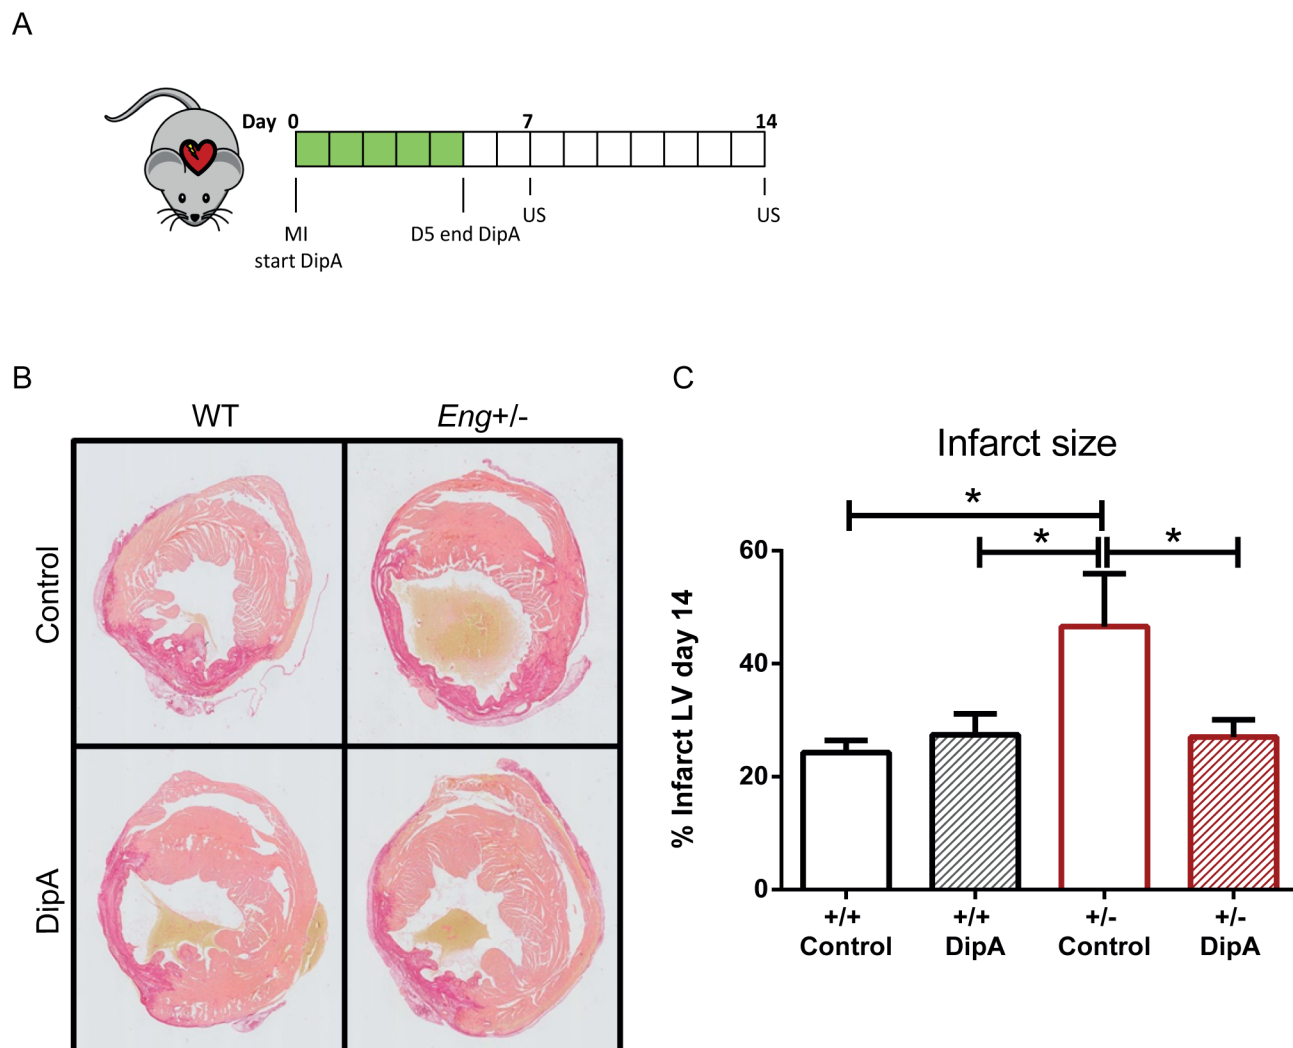 A
Day 0 7 14
US US
MI D5 end DipA
start DipA
B
WT Eng+/-
Control
DipA
C
Infarct size
*
* *
% Infarct LV day 14
60
40
20
0
+/+ +/+ +/- +/-
Control DipA Control DipA